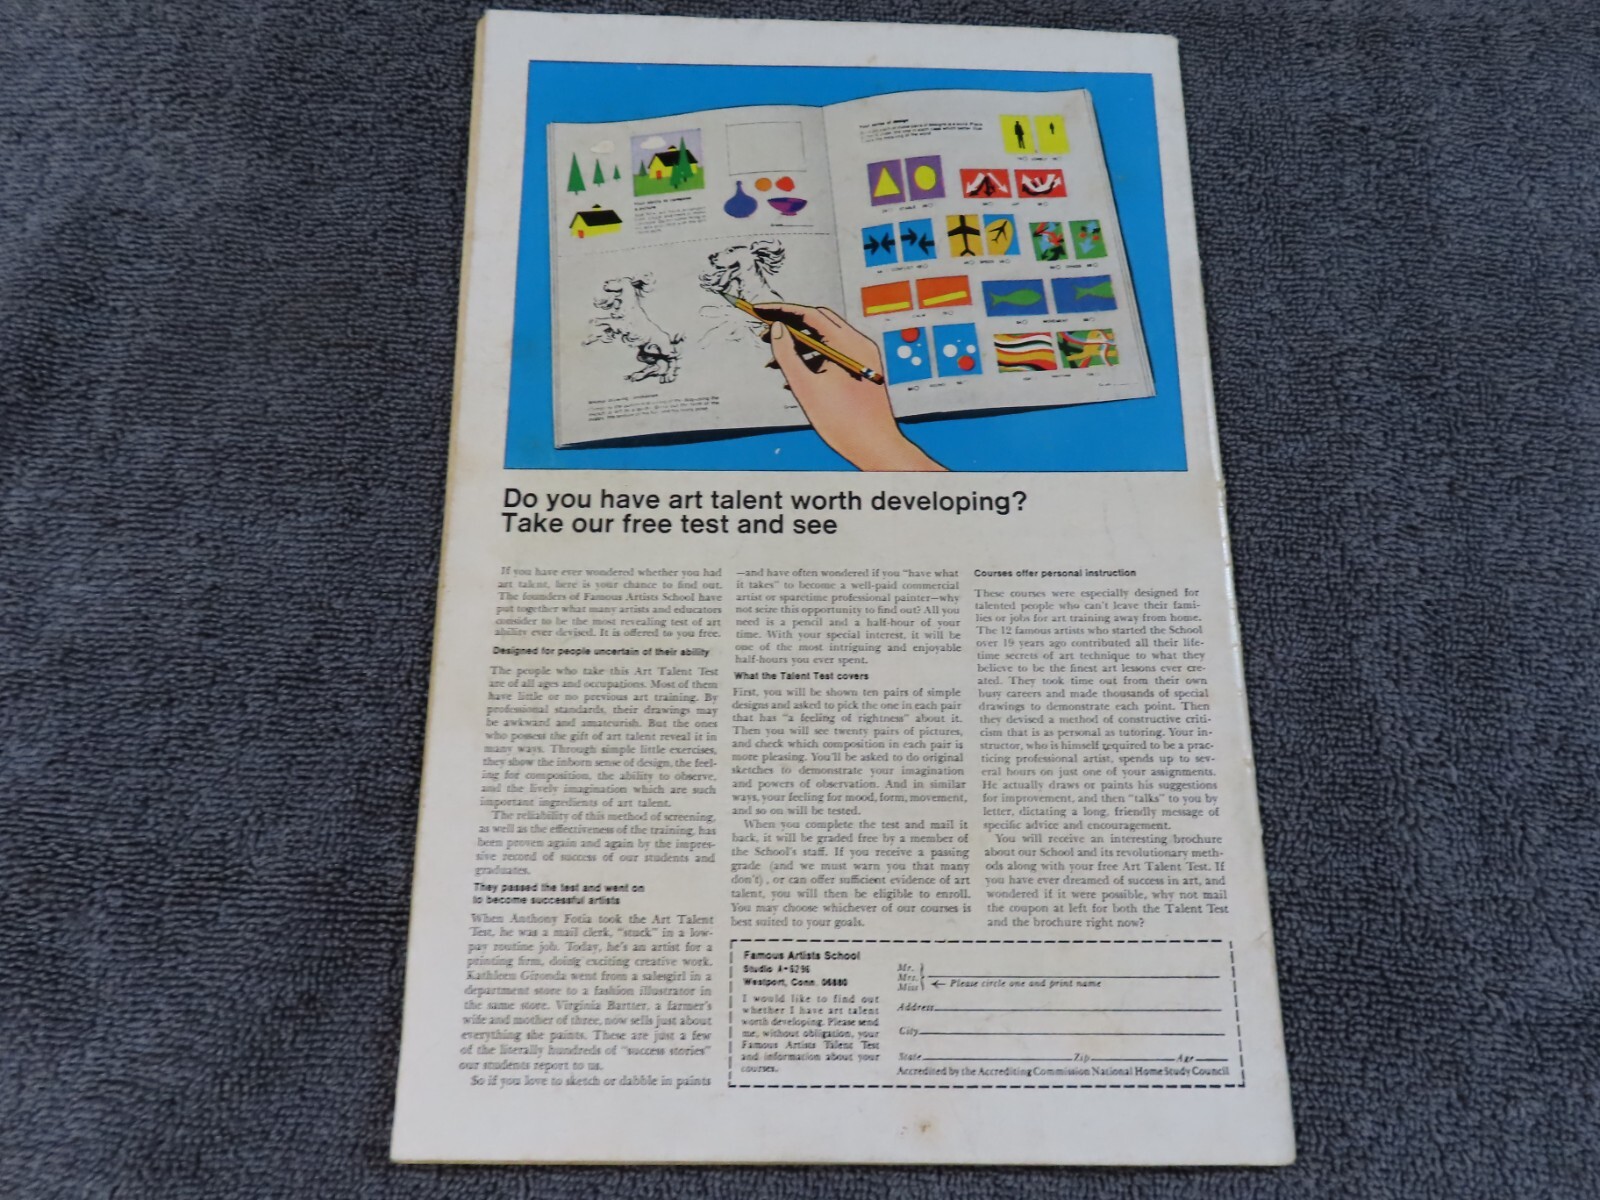 Do you have art talent worth developing?
Take our free test and see
If you have ever wondered whether you had
art talent, here is your chance to find out.
The founders of Famous Artists School have
put together what many artists and educators
consider to be the most revealing test of art
ability ever devised. It is offered to you free.
Designed for people uncertain of their ability
The people who take this Art Talent Test
are of all ages and occupations. Most of them
have little or no previous art training. By
professional standards, their drawings may
be awkward and amateurish. But the ones
who possess the gift of art talent reveal it in
many ways. Through simple little exercises,
they show the inborn sense of design, the feel-
ing for composition, the ability to observe,
and the lively imagination which are such
important ingredients of art talent.
The reliability of this method of screening,
as well as the effectiveness of the training, has
been proven again and again by the impres-
sive record of success of our students and
graduates.
They passed the test and went on
to become successful artists
When Anthony Fotia took the Art Talent
Test, he was a mail clerk, "stuck" in a low-
pay routine job. Today, he's an artist for a
printing firm, doing exciting creative work.
Kathleen Gironda went from a salesgirl in a
department store to a fashion illustrator in
the same store. Virginia Bartter, a farmer's
wife and mother of three, now sells just about
everything she paints. These are just a few
of the literally hundreds of "success stories"
our students report to us.
So if you love to sketch or dabble in paints
—and have often wondered if you "have what
it takes" to become a well-paid commercial
artist or sparetime professional painter—why
not seize this opportunity to find out? All you
need is a pencil and a half-hour of your
time. With your special interest, it will be
one of the most intriguing and enjoyable
half-hours you ever spent.
What the Talent Test covers
First, you will be shown ten pairs of simple
designs and asked to pick the one in each pair
that has "a feeling of rightness" about it.
Then you will see twenty pairs of pictures,
and check which composition in each pair is
more pleasing. You'll be asked to do original
sketches to demonstrate your imagination
and powers of observation. And in similar
ways, your feeling for mood, form, movement,
and so on will be tested.
When you complete the test and mail it
back, it will be graded free by a member of
the School's staff. If you receive a passing
grade (and we must warn you that many
don't), or can offer sufficient evidence of art
talent, you will then be eligible to enroll.
You may choose whichever of our courses is
best suited to your goals.
Courses offer personal instruction
These courses were especially designed for
talented people who can't leave their fami-
lies or jobs for art training away from home.
The 12 famous artists who started the School
over 19 years ago contributed all their life-
time secrets of art technique to what they
believe to be the finest art lessons ever cre-
ated. They took time out from their own
busy careers and made thousands of special
drawings to demonstrate each point. Then
they devised a method of constructive criti-
cism that is as personal as tutoring. Your in-
structor, who is himself required to be a prac-
ticing professional artist, spends up to sev-
eral hours on just one of your assignments.
He actually draws or paints his suggestions
for improvement, and then "talks" to you by
letter, dictating a long, friendly message of
specific advice and encouragement.
You will receive an interesting brochure
about our School and its revolutionary meth-
ods along with your free Art Talent Test. If
you have ever dreamed of success in art, and
wondered if it were possible, why not mail
the coupon at left for both the Talent Test
and the brochure right now?
Famous Artists School
Studio A-6296
Westport, Conn. 06880
I would like to find out
whether I have art talent
worth developing. Please send
me, without obligation, your
Famous Artists Talent Test
and information about your
courses.
Mr.
Mrs.
Miss ← Please circle one and print name
Address
City
State Zip Age
Accredited by the Accrediting Commission National Home Study Council